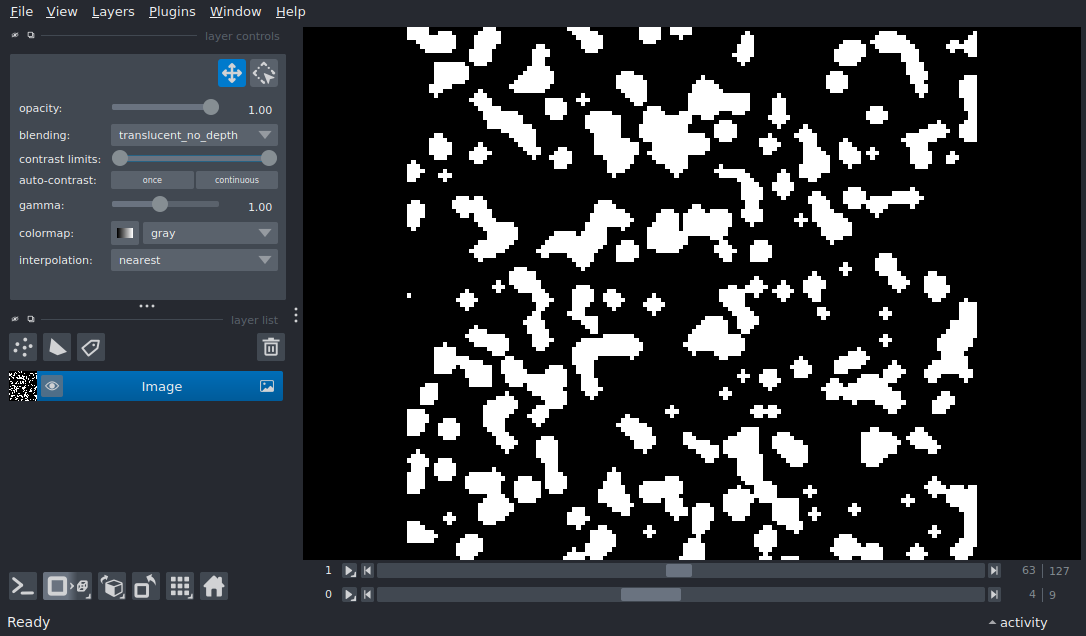 File View Layers Plugins Window Help
layer controls
opacity: 1.00
blending: translucent_no_depth
contrast limits:
auto-contrast: once continuous
gamma: 1.00
colormap: gray
interpolation: nearest
layer list
Image
1 63 127
0 4 9
Ready activity